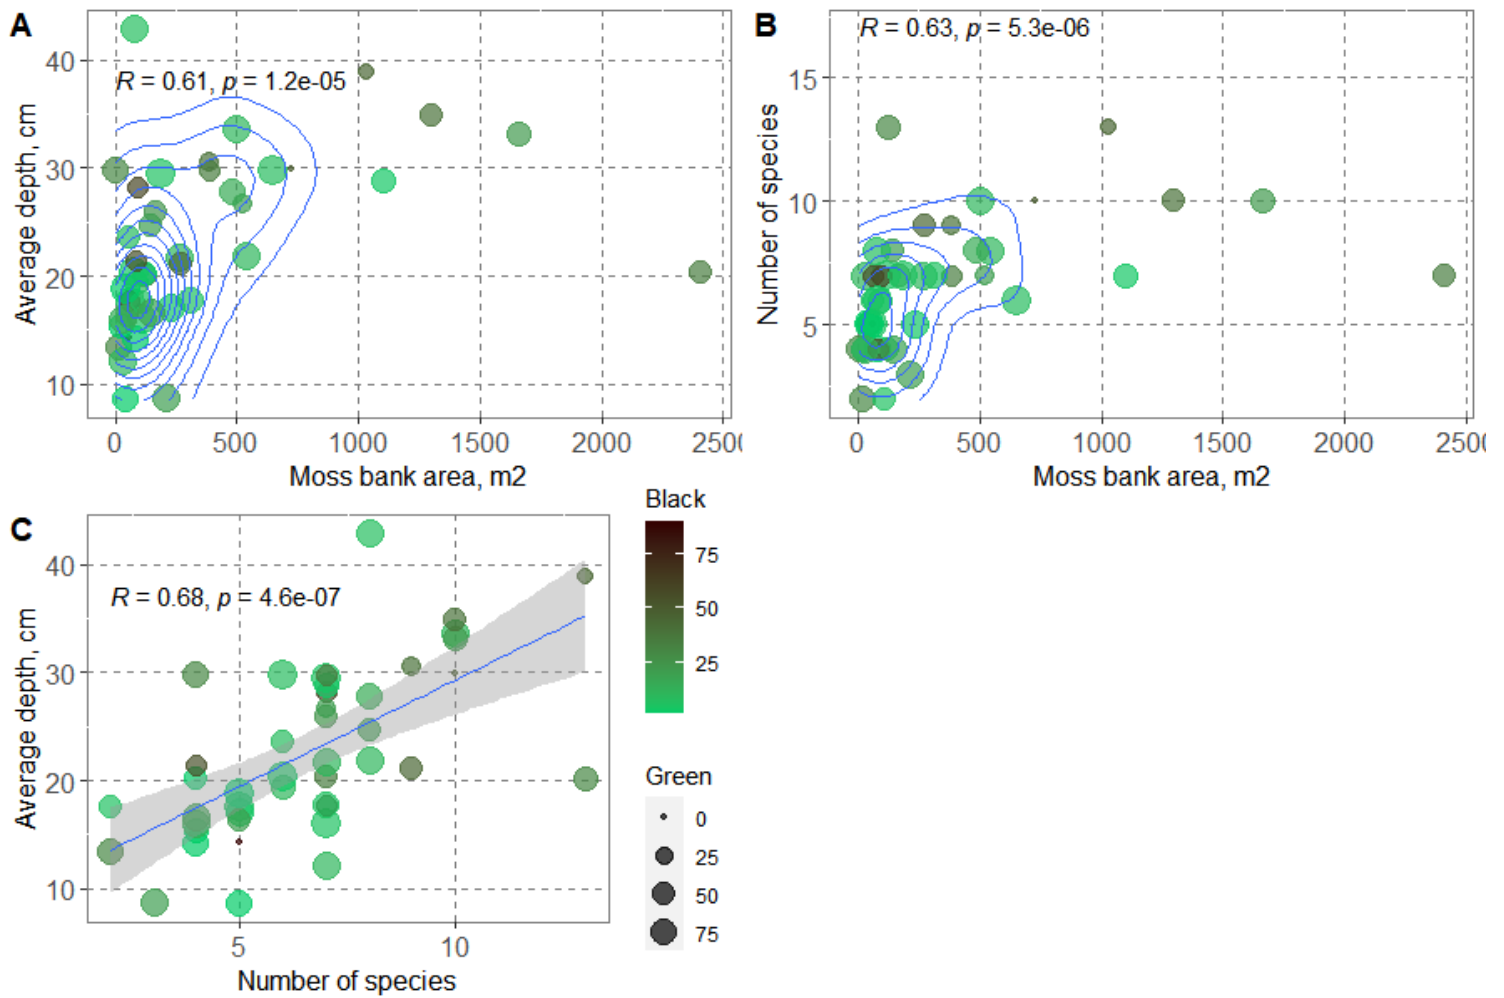 A
R = 0.61, p = 1.2e-05
Average depth, cm
40
30
20
10
0
500
1000
1500
2000
2500
Moss bank area, m2
B
R = 0.63, p = 5.3e-06
Number of species
15
10
5
0
500
1000
1500
2000
2500
Moss bank area, m2
C
R = 0.68, p = 4.6e-07
Average depth, cm
40
30
20
10
5
10
Number of species
Black
75
50
25
Green
0
25
50
75